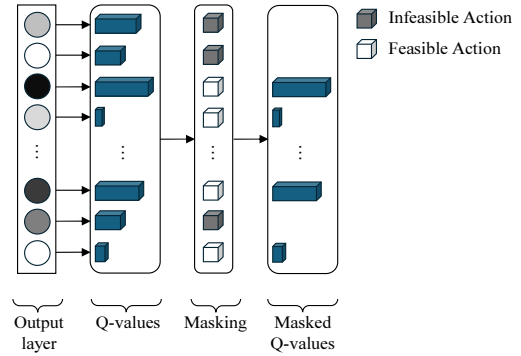 Infeasible Action
Feasible Action
Output
layer
Q-values
Masking
Masked
Q-values